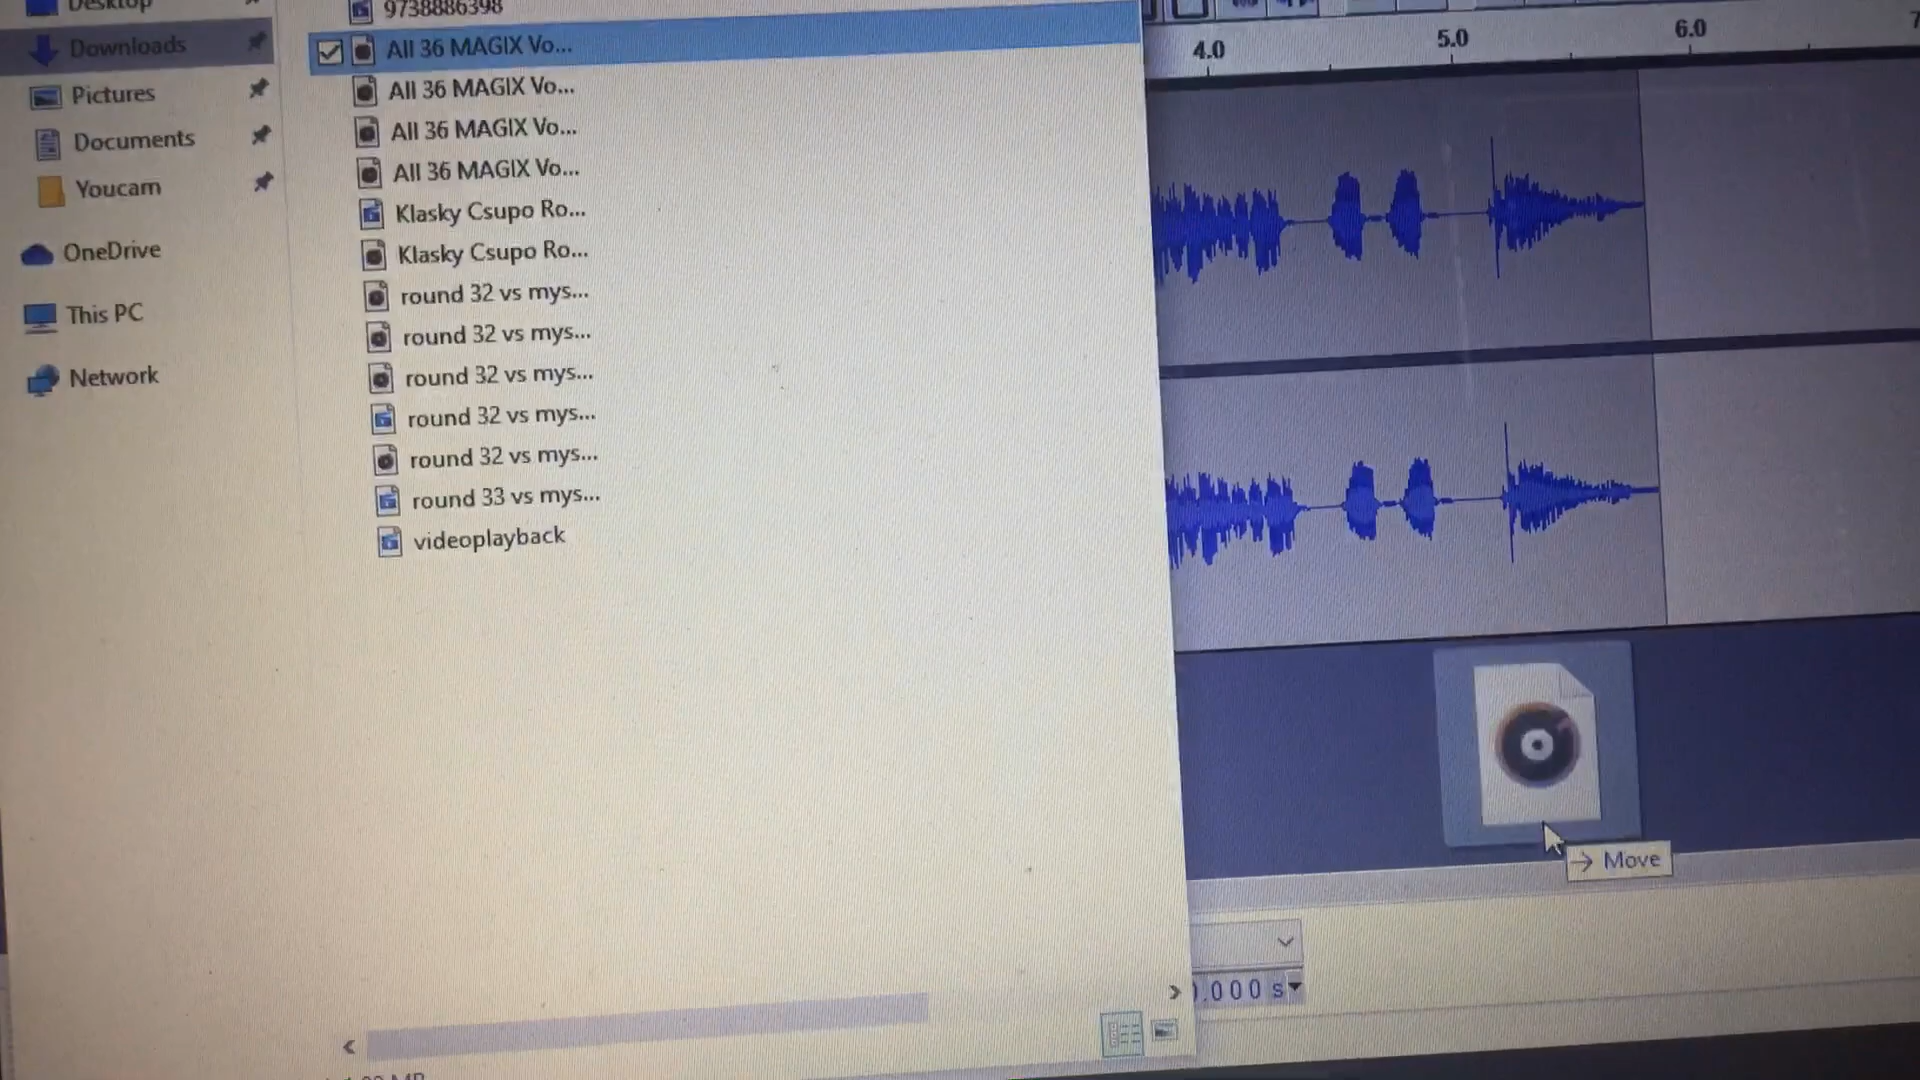 Desktop
Downloads
Pictures
Documents
Youcam
OneDrive
This PC
Network
9738886398
All 36 MAGIX Vo...
All 36 MAGIX Vo...
All 36 MAGIX Vo...
All 36 MAGIX Vo...
Klasky Csupo Ro...
Klasky Csupo Ro...
round 32 vs mys...
round 32 vs mys...
round 32 vs mys...
round 32 vs mys...
round 32 vs mys...
round 33 vs mys...
videoplayback
4.0 5.0 6.0 7
Move
.000 s
MB